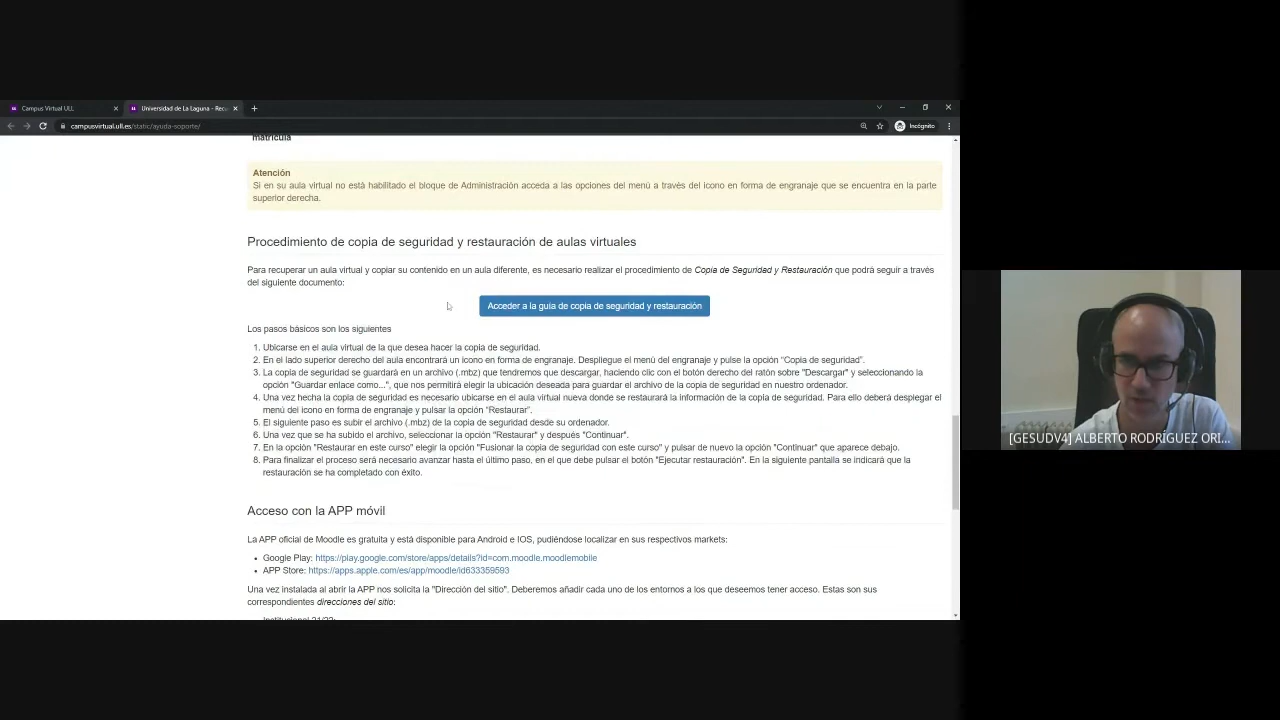 Campus Virtual ULL
Universidad de La Laguna - Rec
campusvirtual.ull.es/static/ayuda-soporte/
Incógnito
matrícula
Atención
Si en su aula virtual no está habilitado el bloque de Administración acceda a las opciones del menú a través del icono en forma de engranaje que se encuentra en la parte
superior derecha.
Procedimiento de copia de seguridad y restauración de aulas virtuales
Para recuperar un aula virtual y copiar su contenido en un aula diferente, es necesario realizar el procedimiento de Copia de Seguridad y Restauración que podrá seguir a través
del siguiente documento:
Acceder a la guía de copia de seguridad y restauración
Los pasos básicos son los siguientes
1. Ubicarse en el aula virtual de la que desea hacer la copia de seguridad.
2. En el lado superior derecho del aula encontrará un icono en forma de engranaje. Despliegue el menú del engranaje y pulse la opción “Copia de seguridad”.
3. La copia de seguridad se guardará en un archivo (.mbz) que tendremos que descargar, haciendo clic con el botón derecho del ratón sobre "Descargar" y seleccionando la
opción "Guardar enlace como...", que nos permitirá elegir la ubicación deseada para guardar el archivo de la copia de seguridad en nuestro ordenador.
4. Una vez hecha la copia de seguridad es necesario ubicarse en el aula virtual nueva donde se restaurará la información de la copia de seguridad. Para ello deberá desplegar el
menú del icono en forma de engranaje y pulsar la opción “Restaurar”.
5. El siguiente paso es subir el archivo (.mbz) de la copia de seguridad desde su ordenador.
6. Una vez que se ha subido el archivo, seleccionar la opción "Restaurar" y después "Continuar".
7. En la opción "Restaurar en este curso" elegir la opción "Fusionar la copia de seguridad con este curso" y pulsar de nuevo la opción "Continuar" que aparece debajo.
8. Para finalizar el proceso será necesario avanzar hasta el último paso, en el que debe pulsar el botón "Ejecutar restauración". En la siguiente pantalla se indicará que la
restauración se ha completado con éxito.
[GESUDV4] ALBERTO RODRÍGUEZ ORI...
Acceso con la APP móvil
La APP oficial de Moodle es gratuita y está disponible para Android e IOS, pudiéndose localizar en sus respectivos markets:
Google Play: https://play.google.com/store/apps/details?id=com.moodle.moodlemobile
APP Store: https://apps.apple.com/es/app/moodle/id633359593
Una vez instalada al abrir la APP nos solicita la "Dirección del sitio". Deberemos añadir cada uno de los entornos a los que deseemos tener acceso. Estas son sus
correspondientes direcciones del sitio:
Institucional 21/22: